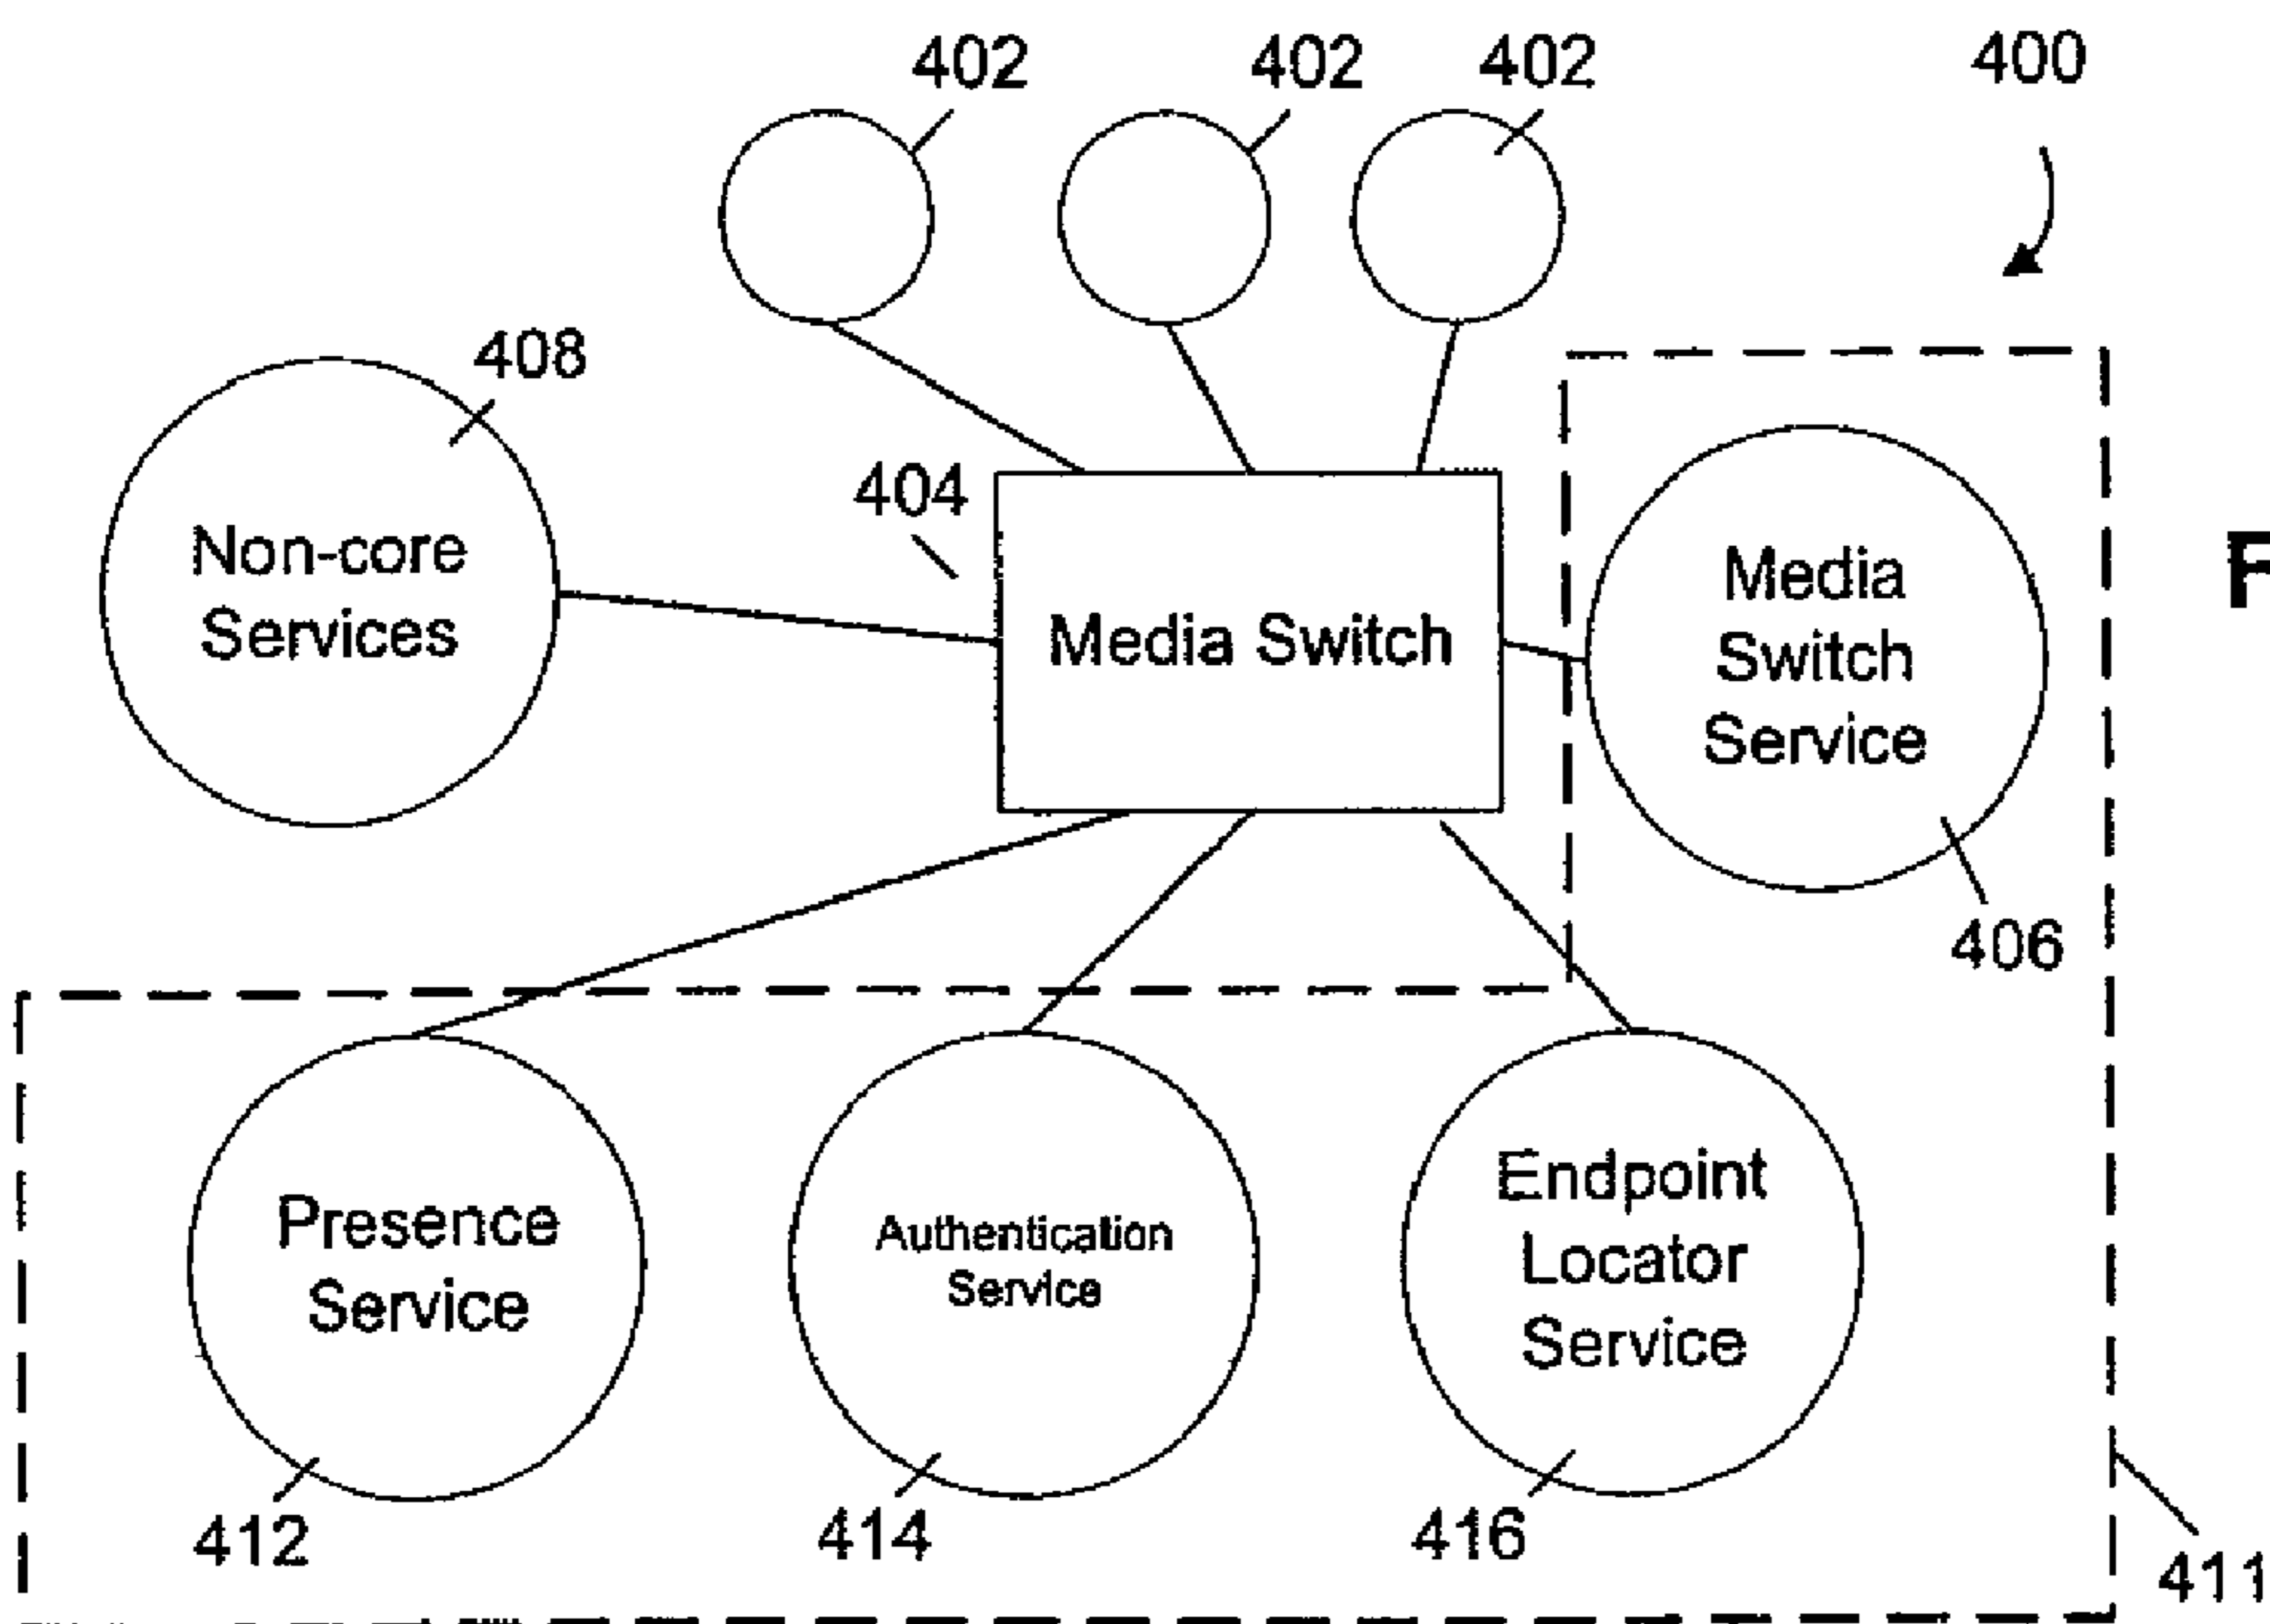 402
402
402
400
408
404
Non-core
Services
Media Switch
Media
Switch
Service
F
406
Presence
Service
Authentication
Service
Endpoint
Locator
Service
412
414
416
411